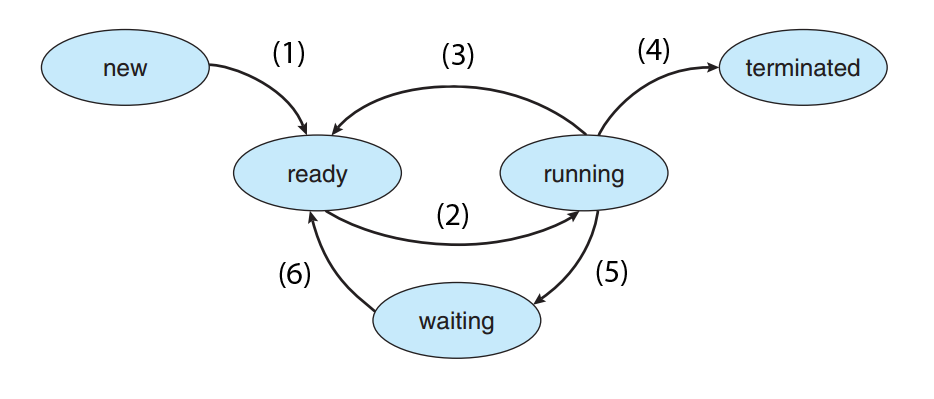 new
(1)
(3)
(4)
terminated
ready
running
(2)
(6)
(5)
waiting